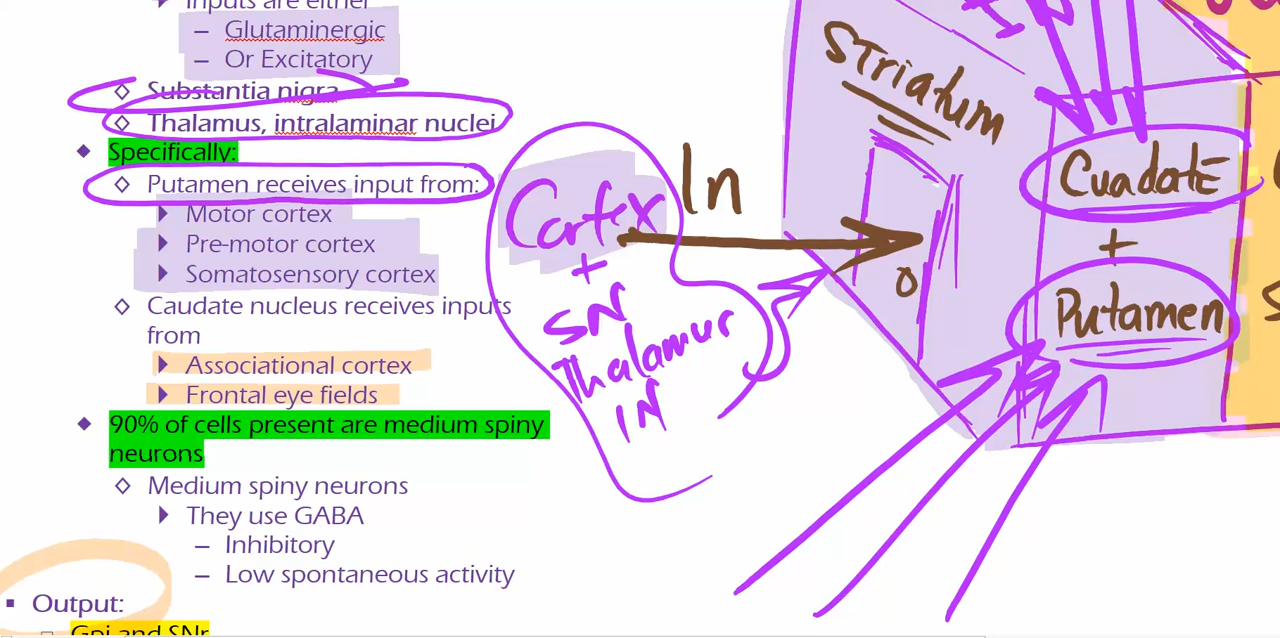 Inputs are either
– Glutaminergic
– Or Excitatory
Substantia nigra
Thalamus, intralaminar nuclei
Specifically:
Putamen receives input from:
Motor cortex
Pre-motor cortex
Somatosensory cortex
Caudate nucleus receives inputs
from
Associational cortex
Frontal eye fields
90% of cells present are medium spiny
neurons
Medium spiny neurons
They use GABA
– Inhibitory
– Low spontaneous activity
Output:
Gpi and SNr
Cortex
+
SN
Thalamus
IN
In
Striatum
Cuadate
+
Putamen